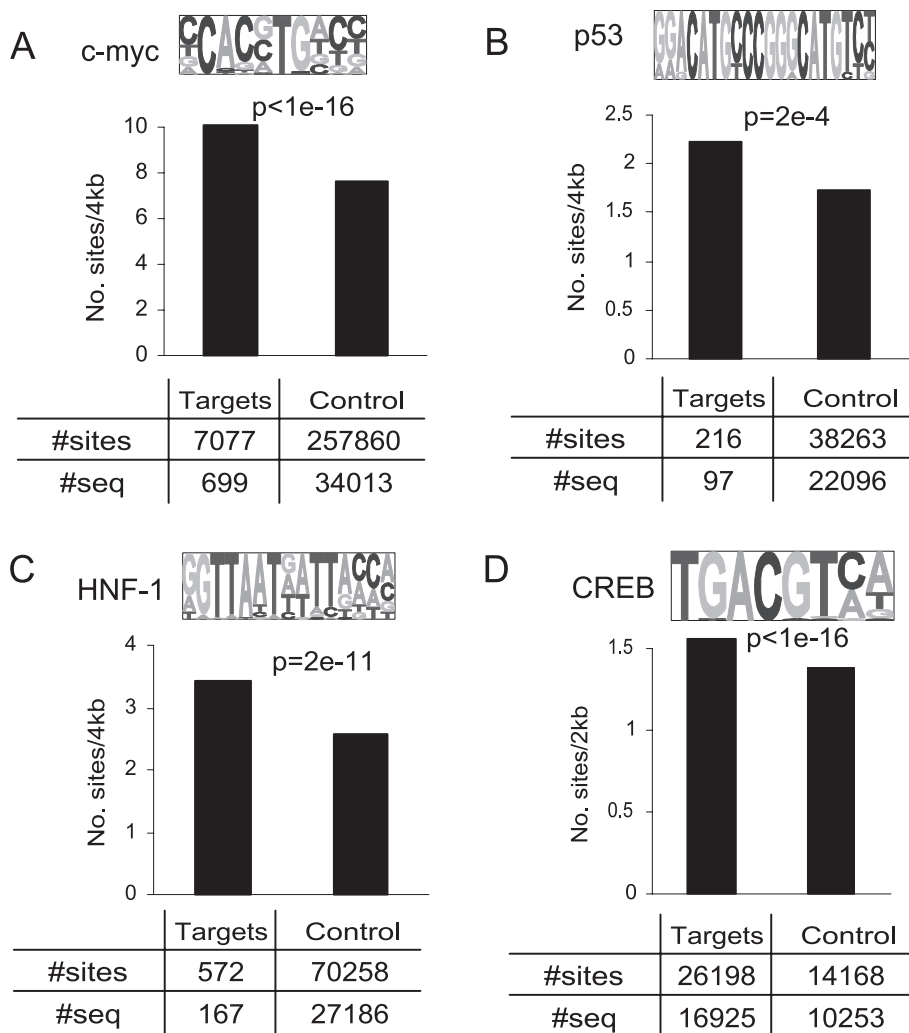 A
c-myc
p<1e-16
No. sites/4kb
10
8
6
4
2
0
Targets Control
#sites 7077 257860
#seq 699 34013
B
p53
p=2e-4
No. sites/4kb
2.5
2
1.5
1
0.5
0
Targets Control
#sites 216 38263
#seq 97 22096
C
HNF-1
p=2e-11
No. sites/4kb
4
3
2
1
0
Targets Control
#sites 572 70258
#seq 167 27186
D
CREB
TGACGTCA
AT
G
p<1e-16
No. sites/2kb
1.5
1
0.5
0
Targets Control
#sites 26198 14168
#seq 16925 10253